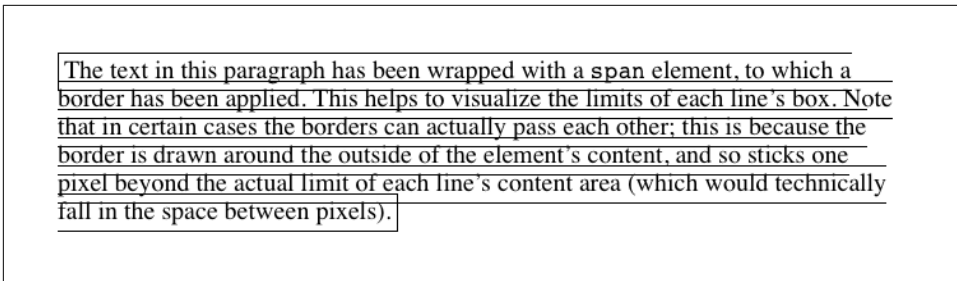 The text in this paragraph has been wrapped with a span element, to which a
border has been applied. This helps to visualize the limits of each line's box. Note
that in certain cases the borders can actually pass each other; this is because the
border is drawn around the outside of the element's content, and so sticks one
pixel beyond the actual limit of each line's content area (which would technically
fall in the space between pixels).